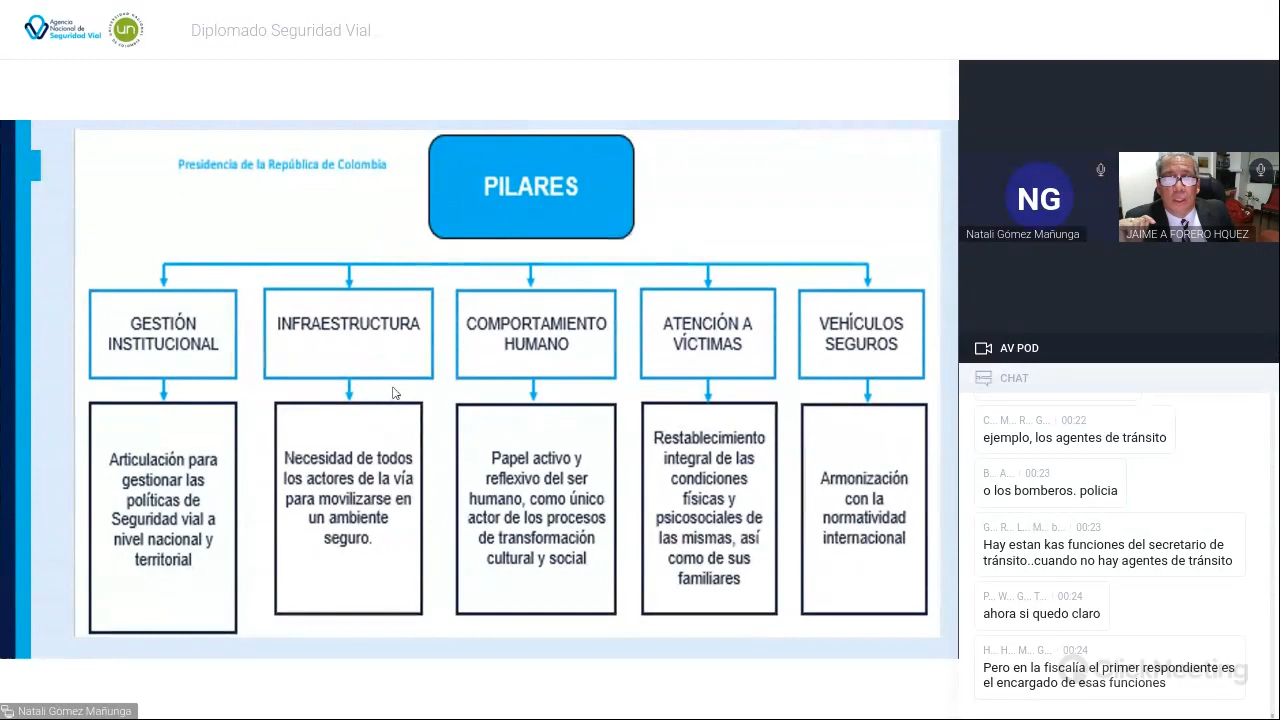 Agencia
Nacional de
Seguridad Vial
un
Diplomado Seguridad Vial
Presidencia de la República de Colombia
PILARES
GESTIÓN
INSTITUCIONAL
INFRAESTRUCTURA
COMPORTAMIENTO
HUMANO
ATENCIÓN A
VÍCTIMAS
VEHÍCULOS
SEGUROS
Articulación para
gestionar las
políticas de
Seguridad vial a
nivel nacional y
territorial
Necesidad de todos
los actores de la vía
para movilizarse en
un ambiente
seguro.
Papel activo y
reflexivo del ser
humano, como único
actor de los procesos
de transformación
cultural y social
Restablecimiento
integral de las
condiciones
físicas y
psicosociales de
las mismas, así
como de sus
familiares
Armonización
con la
normatividad
internacional
NG
Natali Gómez Mañunga
JAIME A FORERO HQUEZ
AV POD
CHAT
C... M... R... G... 00:22
ejemplo, los agentes de tránsito
B... A... 00:23
o los bomberos. policia
G... R... L... M... b... 00:23
Hay estan kas funciones del secretario de
tránsito..cuando no hay agentes de tránsito
P... W... G... T... 00:24
ahora si quedo claro
H... H... M... G... 00:24
Pero en la fiscalía el primer respondiente es
el encargado de esas funciones
ClickMeeting
Natali Gómez Mañunga